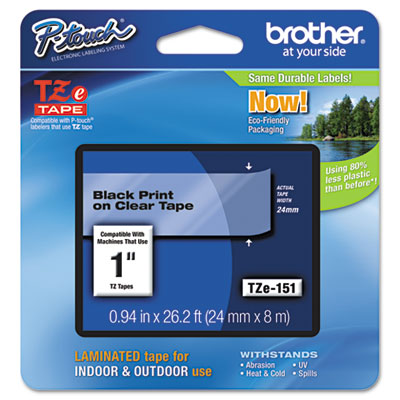 P-touch
ELECTRONIC LABELING SYSTEM
brother
at your side
TZe
TAPE
Compatible with P-touch®
labelers that use TZ tape
Same Durable Labels!
Now!
Eco-Friendly
Packaging
Using 80%
less plastic
than before*!
Black Print
on Clear Tape
ACTUAL
TAPE
WIDTH
24mm
Compatible With
Machines That Use
1"
TZ Tapes
TZe-151
0.94 in x 26.2 ft (24 mm x 8 m)
LAMINATED tape for
INDOOR & OUTDOOR use
WITHSTANDS
• Abrasion • UV
• Heat & Cold • Spills